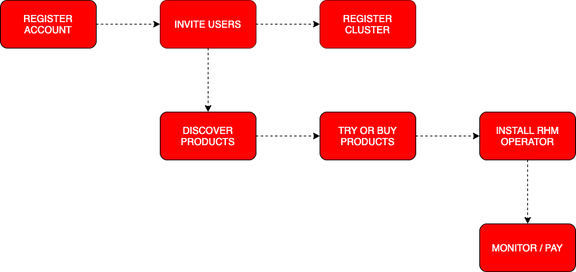 REGISTER
ACCOUNT
INVITE USERS
REGISTER
CLUSTER
DISCOVER
PRODUCTS
TRY OR BUY
PRODUCTS
INSTALL RHM
OPERATOR
MONITOR / PAY